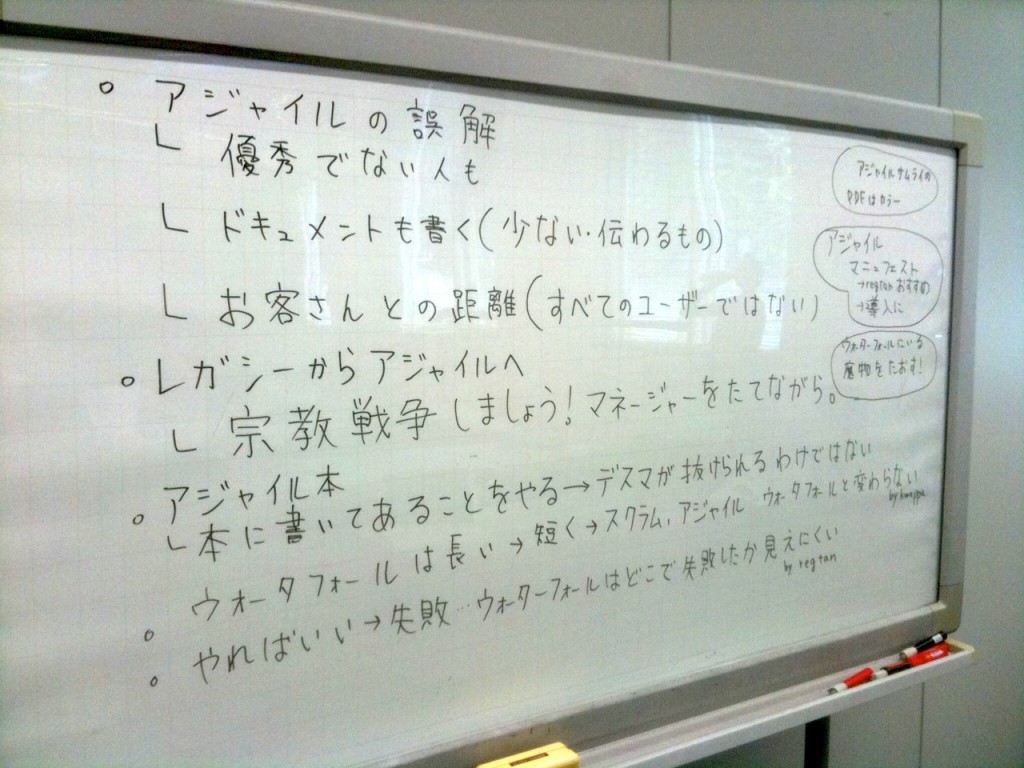 ○ アジャイルの誤解
└ 優秀でない人も
└ ドキュメントも書く(少ない・伝わるもの)
└ お客さんとの距離(すべてのユーザーではない)
○ レガシーからアジャイルへ
└ 宗教戦争しましょう!マネージャーをたてながら。
○ アジャイル本
└ 本に書いてあることをやる→デスマが抜けられるわけではない
○ ウォータフォールは長い→短く→スクラム,アジャイル…ウォータフォールと変わらない
by
○ やればいい→失敗…ウォーターフォールはどこで失敗したか見えにくい
by regtan
アジャイルサムライの
PDFはカラー
アジャイル
マニュフェスト
→regtanおすすめ
→導入に
ウォーターフォールにいる
魔物をたおす!